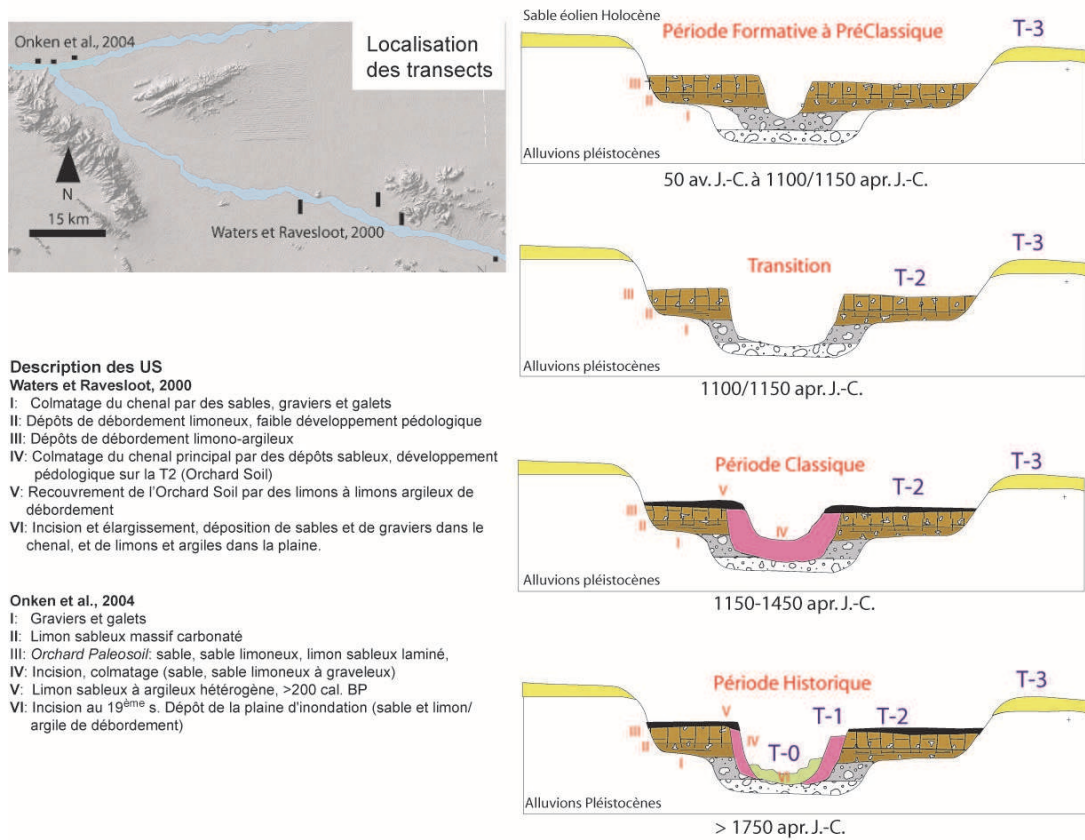 Onken et al., 2004
Localisation
des transects
N
15 km
Waters et Ravesloot, 2000
Description des US
Waters et Ravesloot, 2000
I: Colmatage du chenal par des sables, graviers et galets
II: Dépôts de débordement limoneux, faible développement pédologique
III: Dépôts de débordement limono-argileux
IV: Colmatage du chenal principal par des dépôts sableux, développement
pédologique sur la T2 (Orchard Soil)
V: Recouvrement de l'Orchard Soil par des limons à limons argileux de
débordement
VI: Incision et élargissement, déposition de sables et de graviers dans le
chenal, et de limons et argiles dans la plaine.
Onken et al., 2004
I: Graviers et galets
II: Limon sableux massif carbonaté
III: Orchard Paleosoil: sable, sable limoneux, limon sableux laminé,
IV: Incision, colmatage (sable, sable limoneux à graveleux)
V: Limon sableux à argileux hétérogène, >200 cal. BP
VI: Incision au 19ème s. Dépôt de la plaine d'inondation (sable et limon/
argile de débordement)
Sable éolien Holocène
Période Formative à PréClassique
T-3
III
II
I
Alluvions pléistocènes
50 av. J.-C. à 1100/1150 apr. J.-C.
Transition
T-3
T-2
III
II
I
Alluvions pléistocènes
1100/1150 apr. J.-C.
Période Classique
T-3
T-2
V
III
II
IV
I
Alluvions pléistocènes
1150-1450 apr. J.-C.
Période Historique
T-3
V
T-1
T-2
III
IV
II
T-0
I
VI
Alluvions Pléistocènes
> 1750 apr. J.-C.